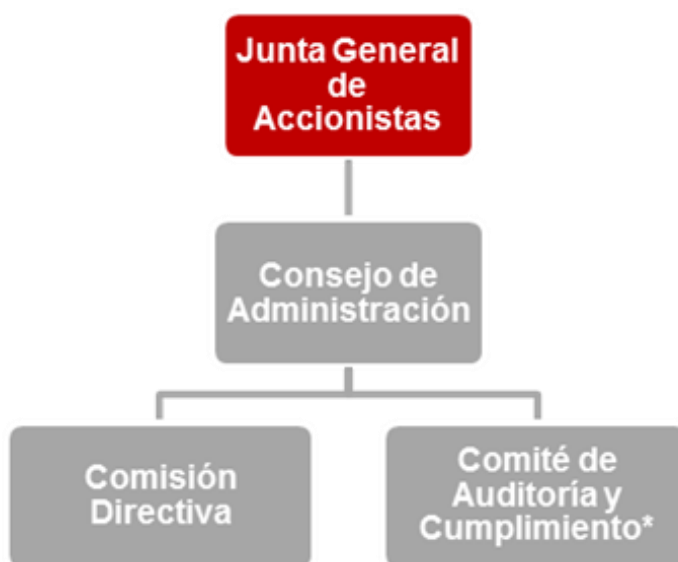 Junta General
de
Accionistas
Consejo de
Administración
Comisión
Directiva
Comité de
Auditoría y
Cumplimiento*